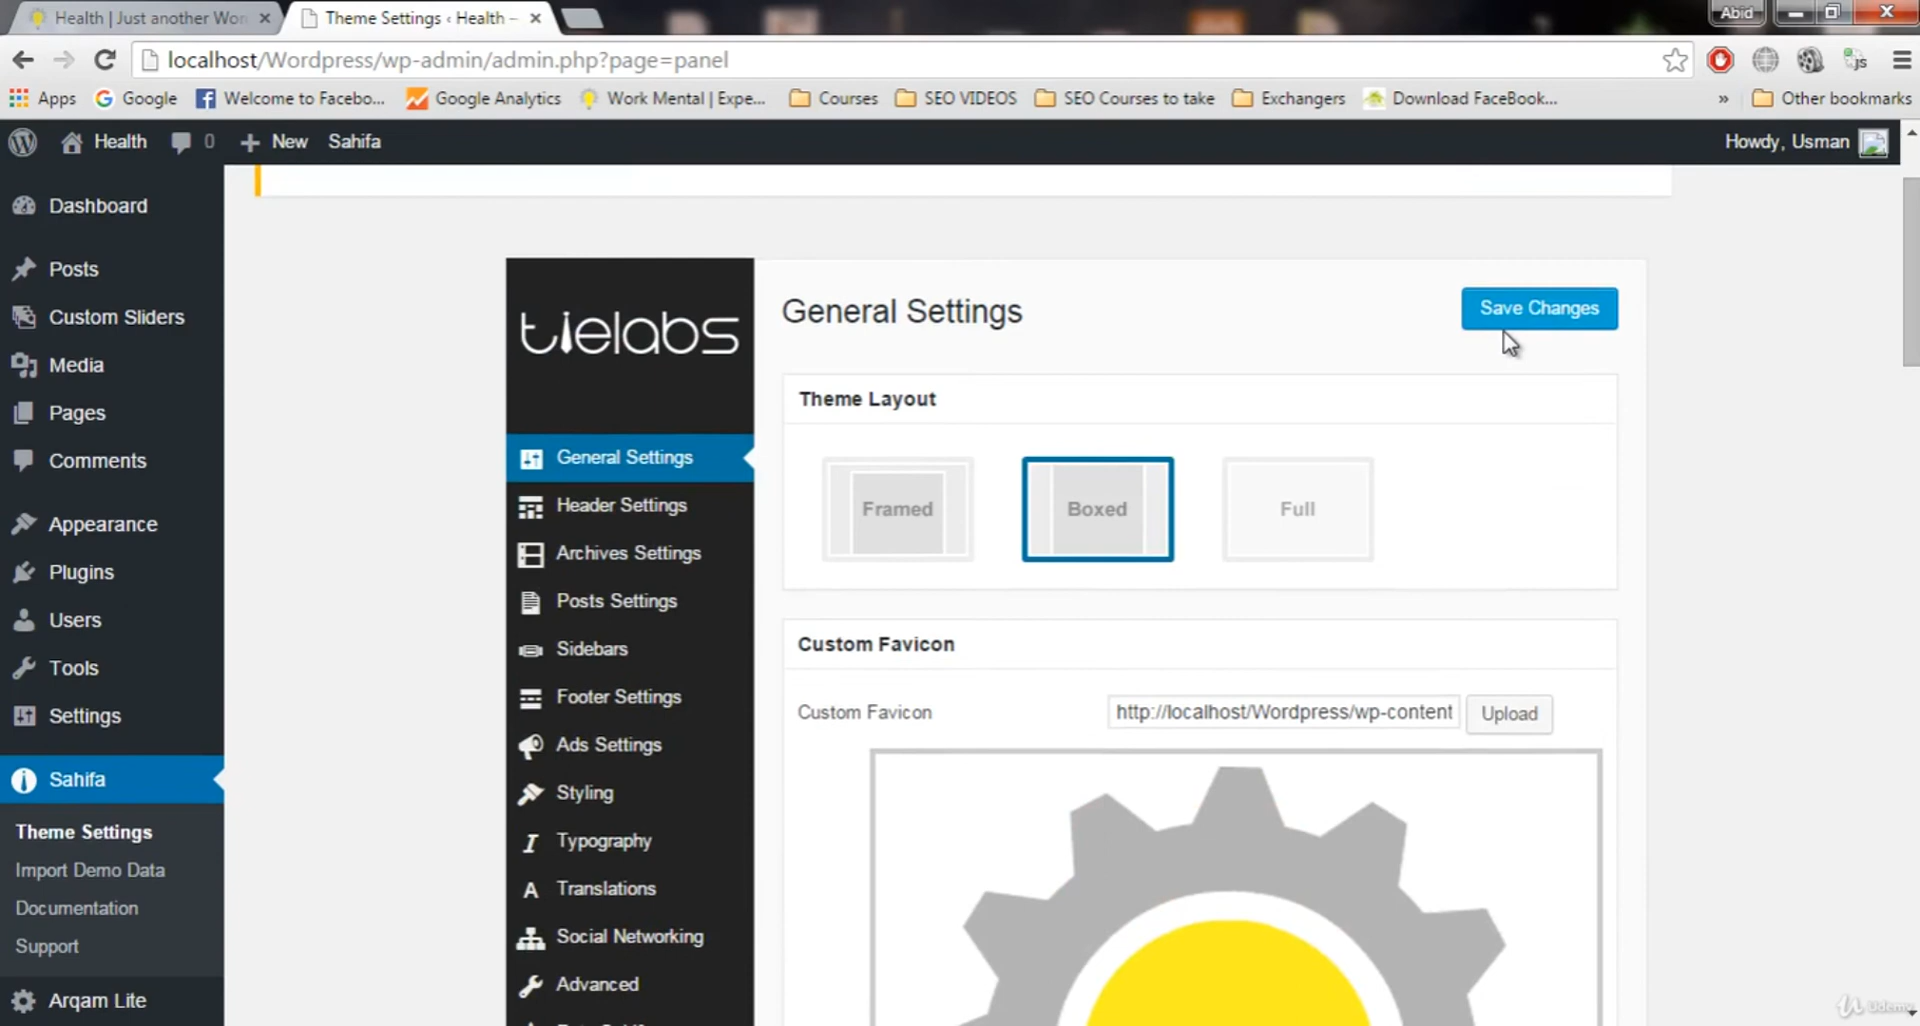 Health | Just another Wor
Theme Settings ‹ Health –
Abid
localhost/Wordpress/wp-admin/admin.php?page=panel
Apps
Google
Welcome to Facebo...
Google Analytics
Work Mental | Expe...
Courses
SEO VIDEOS
SEO Courses to take
Exchangers
Download FaceBook...
»
Other bookmarks
Health
0
New
Sahifa
Howdy, Usman
Dashboard
Posts
Custom Sliders
Media
Pages
Comments
Appearance
Plugins
Users
Tools
Settings
Sahifa
Theme Settings
Import Demo Data
Documentation
Support
Arqam Lite
tielabs
General Settings
Header Settings
Archives Settings
Posts Settings
Sidebars
Footer Settings
Ads Settings
Styling
Typography
Translations
Social Networking
Advanced
General Settings
Save Changes
Theme Layout
Framed
Boxed
Full
Custom Favicon
Custom Favicon
http://localhost/Wordpress/wp-content
Upload
Udemy